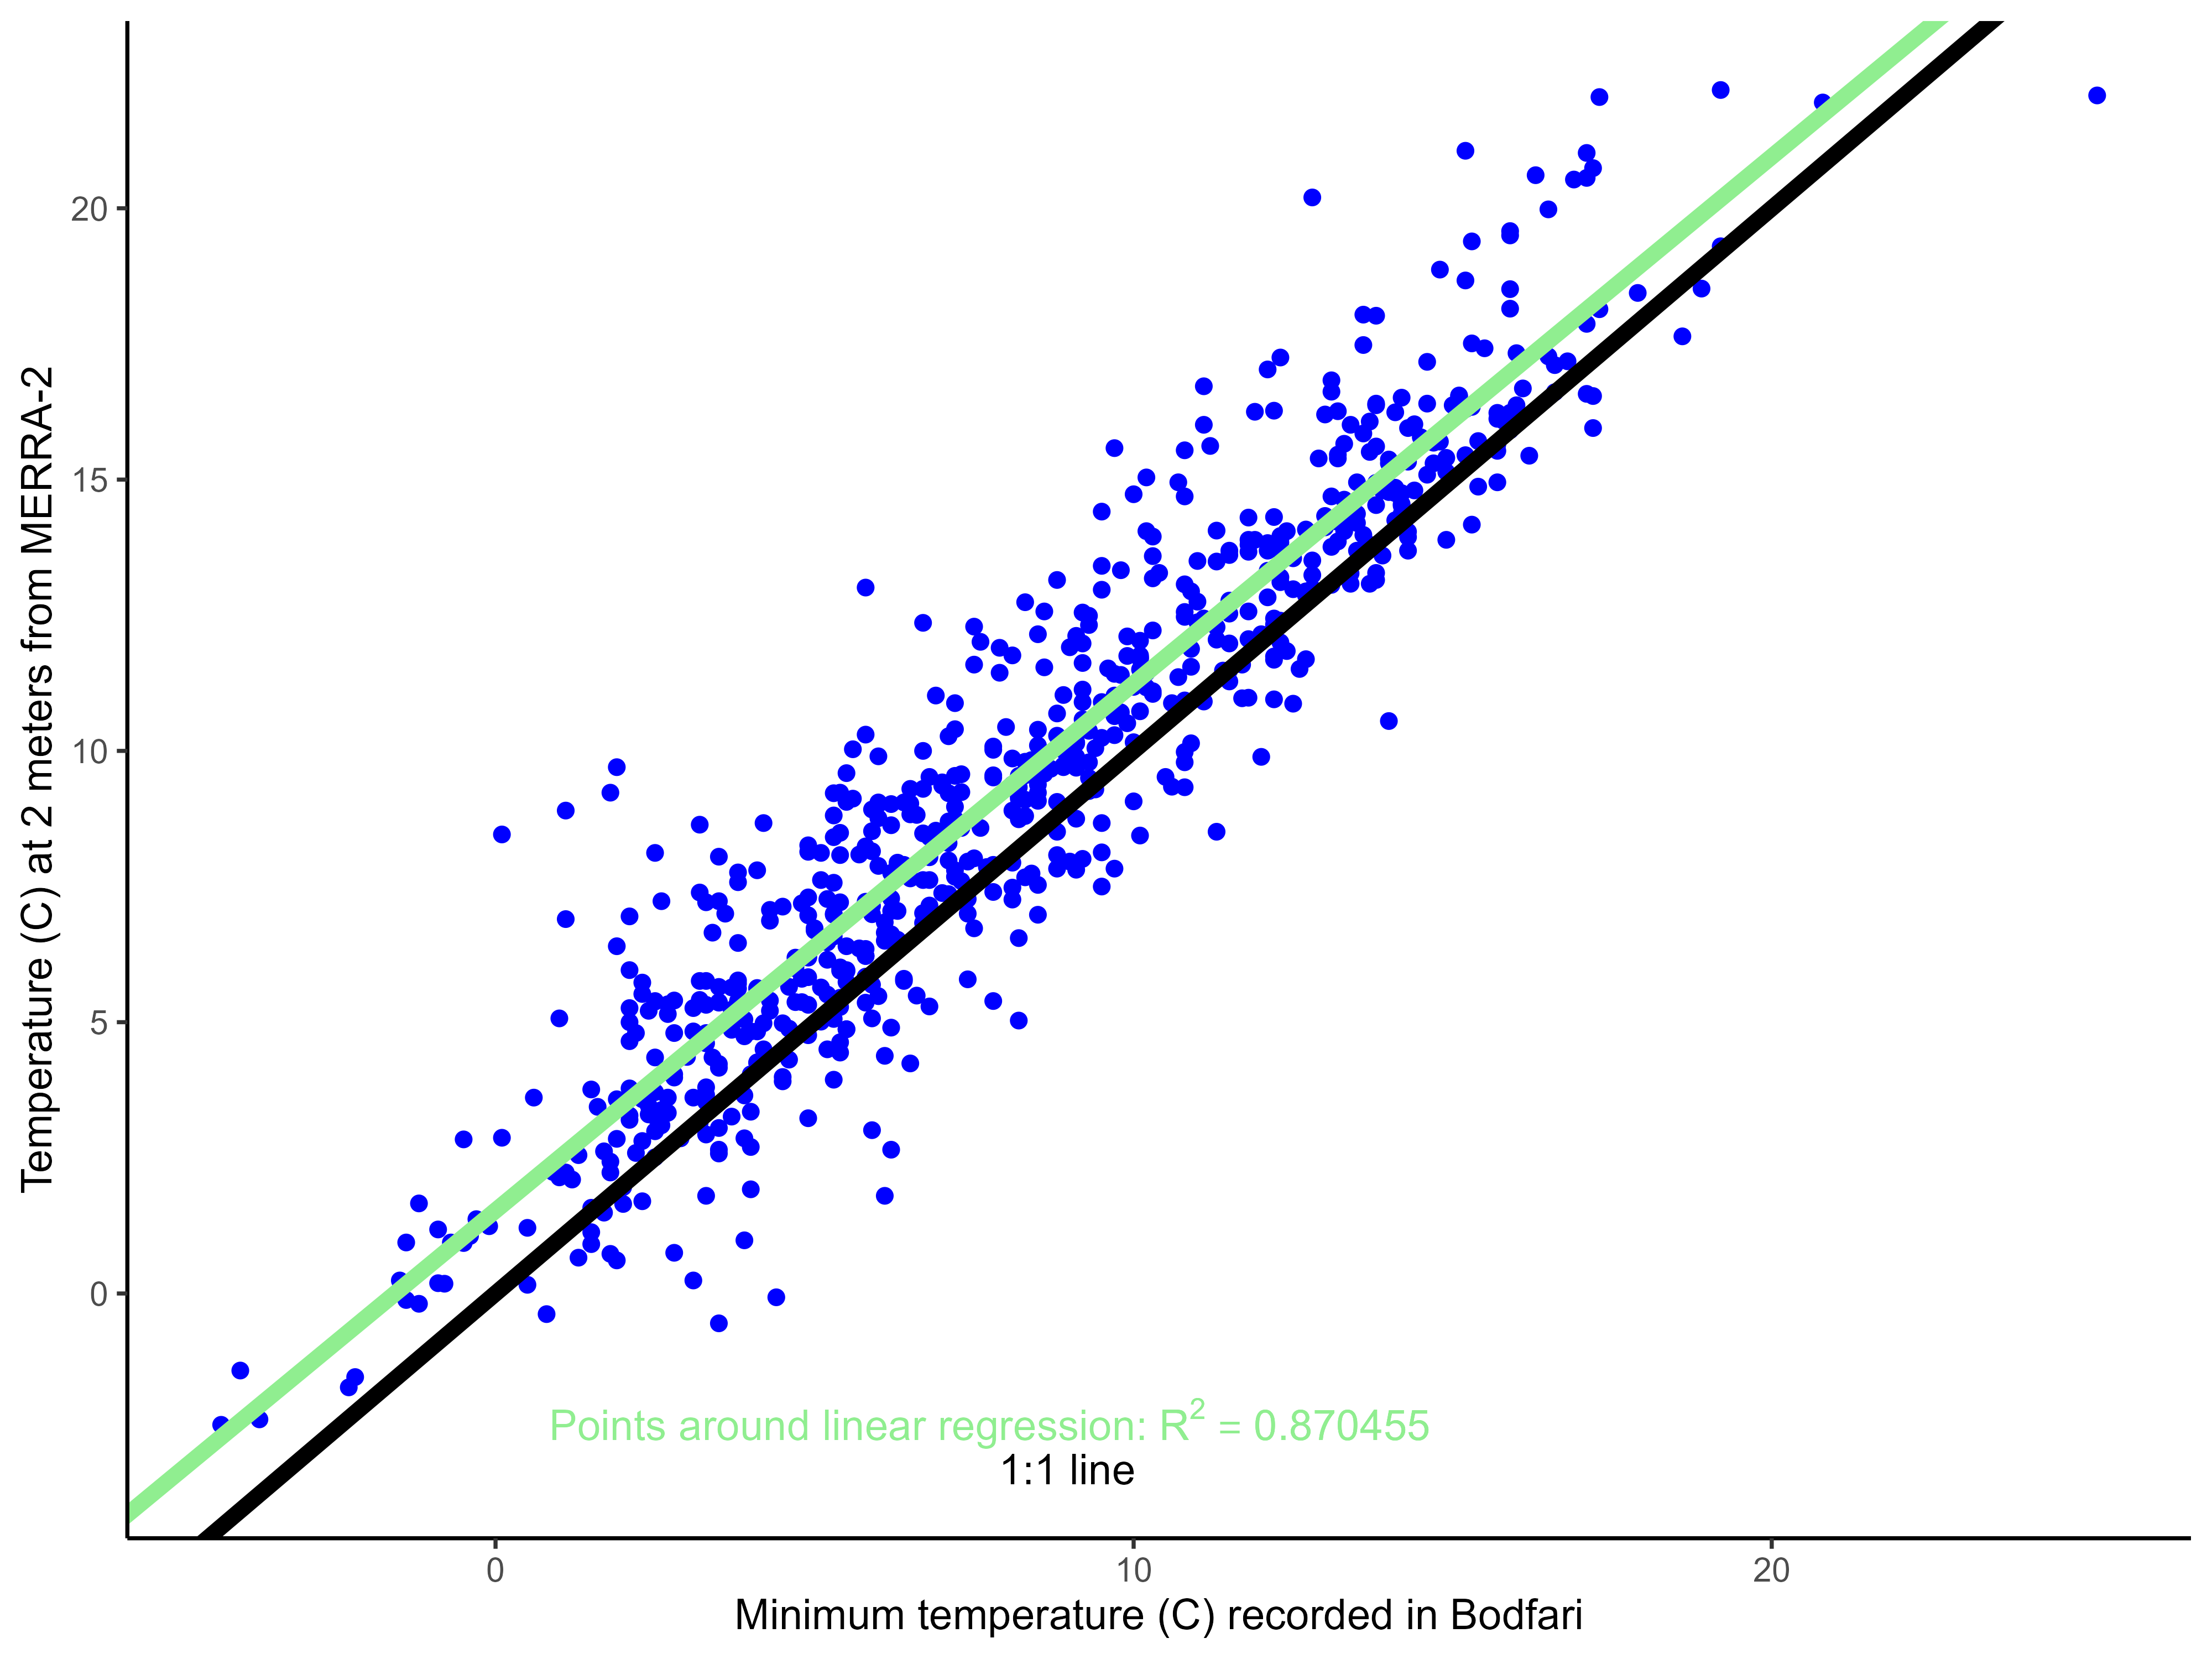 Temperature (C) at 2 meters from MERRA-2
20
15
10
5
0
Points around linear regression: R² = 0.870455
1:1 line
0 10 20
Minimum temperature (C) recorded in Bodfari